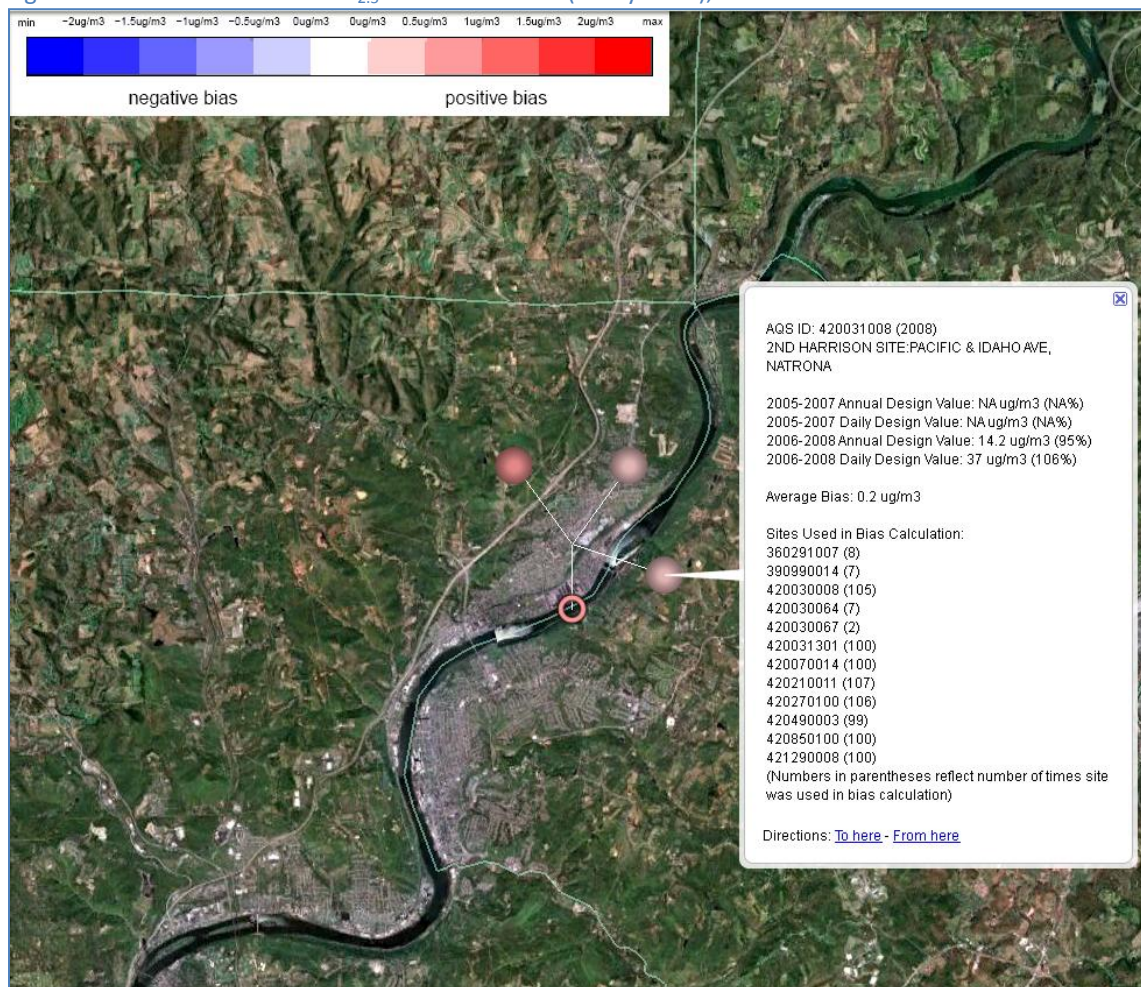 2.5
min -2ug/m3 -1.5ug/m3 -1ug/m3 -0.5ug/m3 0ug/m3 0ug/m3 0.5ug/m3 1ug/m3 1.5ug/m3 2ug/m3 max
negative bias positive bias
AQS ID: 420031008 (2008)
2ND HARRISON SITE:PACIFIC & IDAHO AVE,
NATRONA
2005-2007 Annual Design Value: NA ug/m3 (NA%)
2005-2007 Daily Design Value: NA ug/m3 (NA%)
2006-2008 Annual Design Value: 14.2 ug/m3 (95%)
2006-2008 Daily Design Value: 37 ug/m3 (106%)
Average Bias: 0.2 ug/m3
Sites Used in Bias Calculation:
360291007 (8)
390990014 (7)
420030008 (105)
420030064 (7)
420030067 (2)
420031301 (100)
420070014 (100)
420210011 (107)
420270100 (106)
420490003 (99)
420850100 (100)
421290008 (100)
(Numbers in parentheses reflect number of times site
was used in bias calculation)
Directions: To here - From here